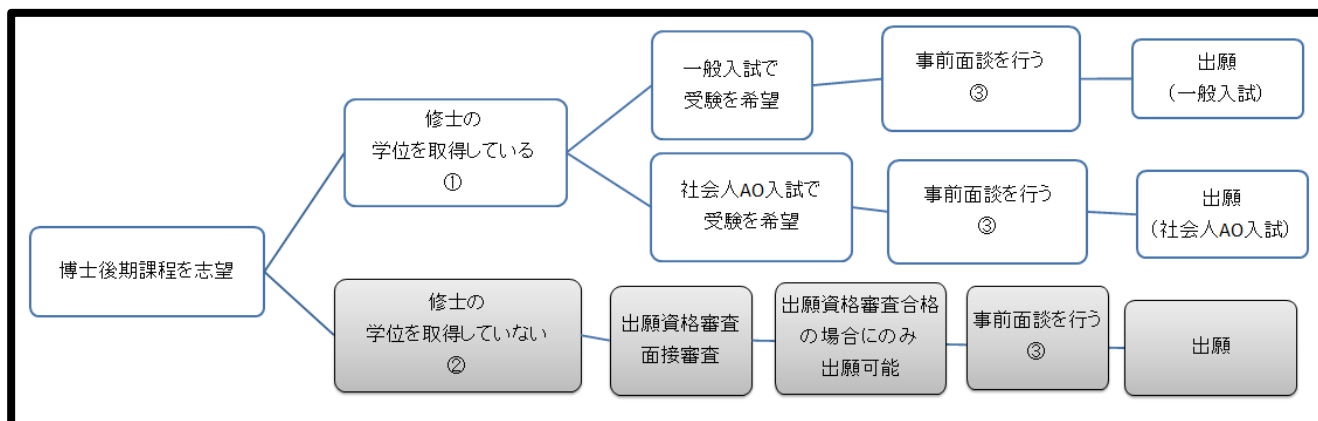 一般入試で
受験を希望
事前面談を行う
③
出願
（一般入試）
修士の
学位を取得している
①
社会人AO入試で
受験を希望
事前面談を行う
③
出願
（社会人AO入試）
博士後期課程を志望
修士の
学位を取得していない
②
出願資格審査
面接審査
出願資格審査合格
の場合にのみ
出願可能
事前面談を行う
③
出願